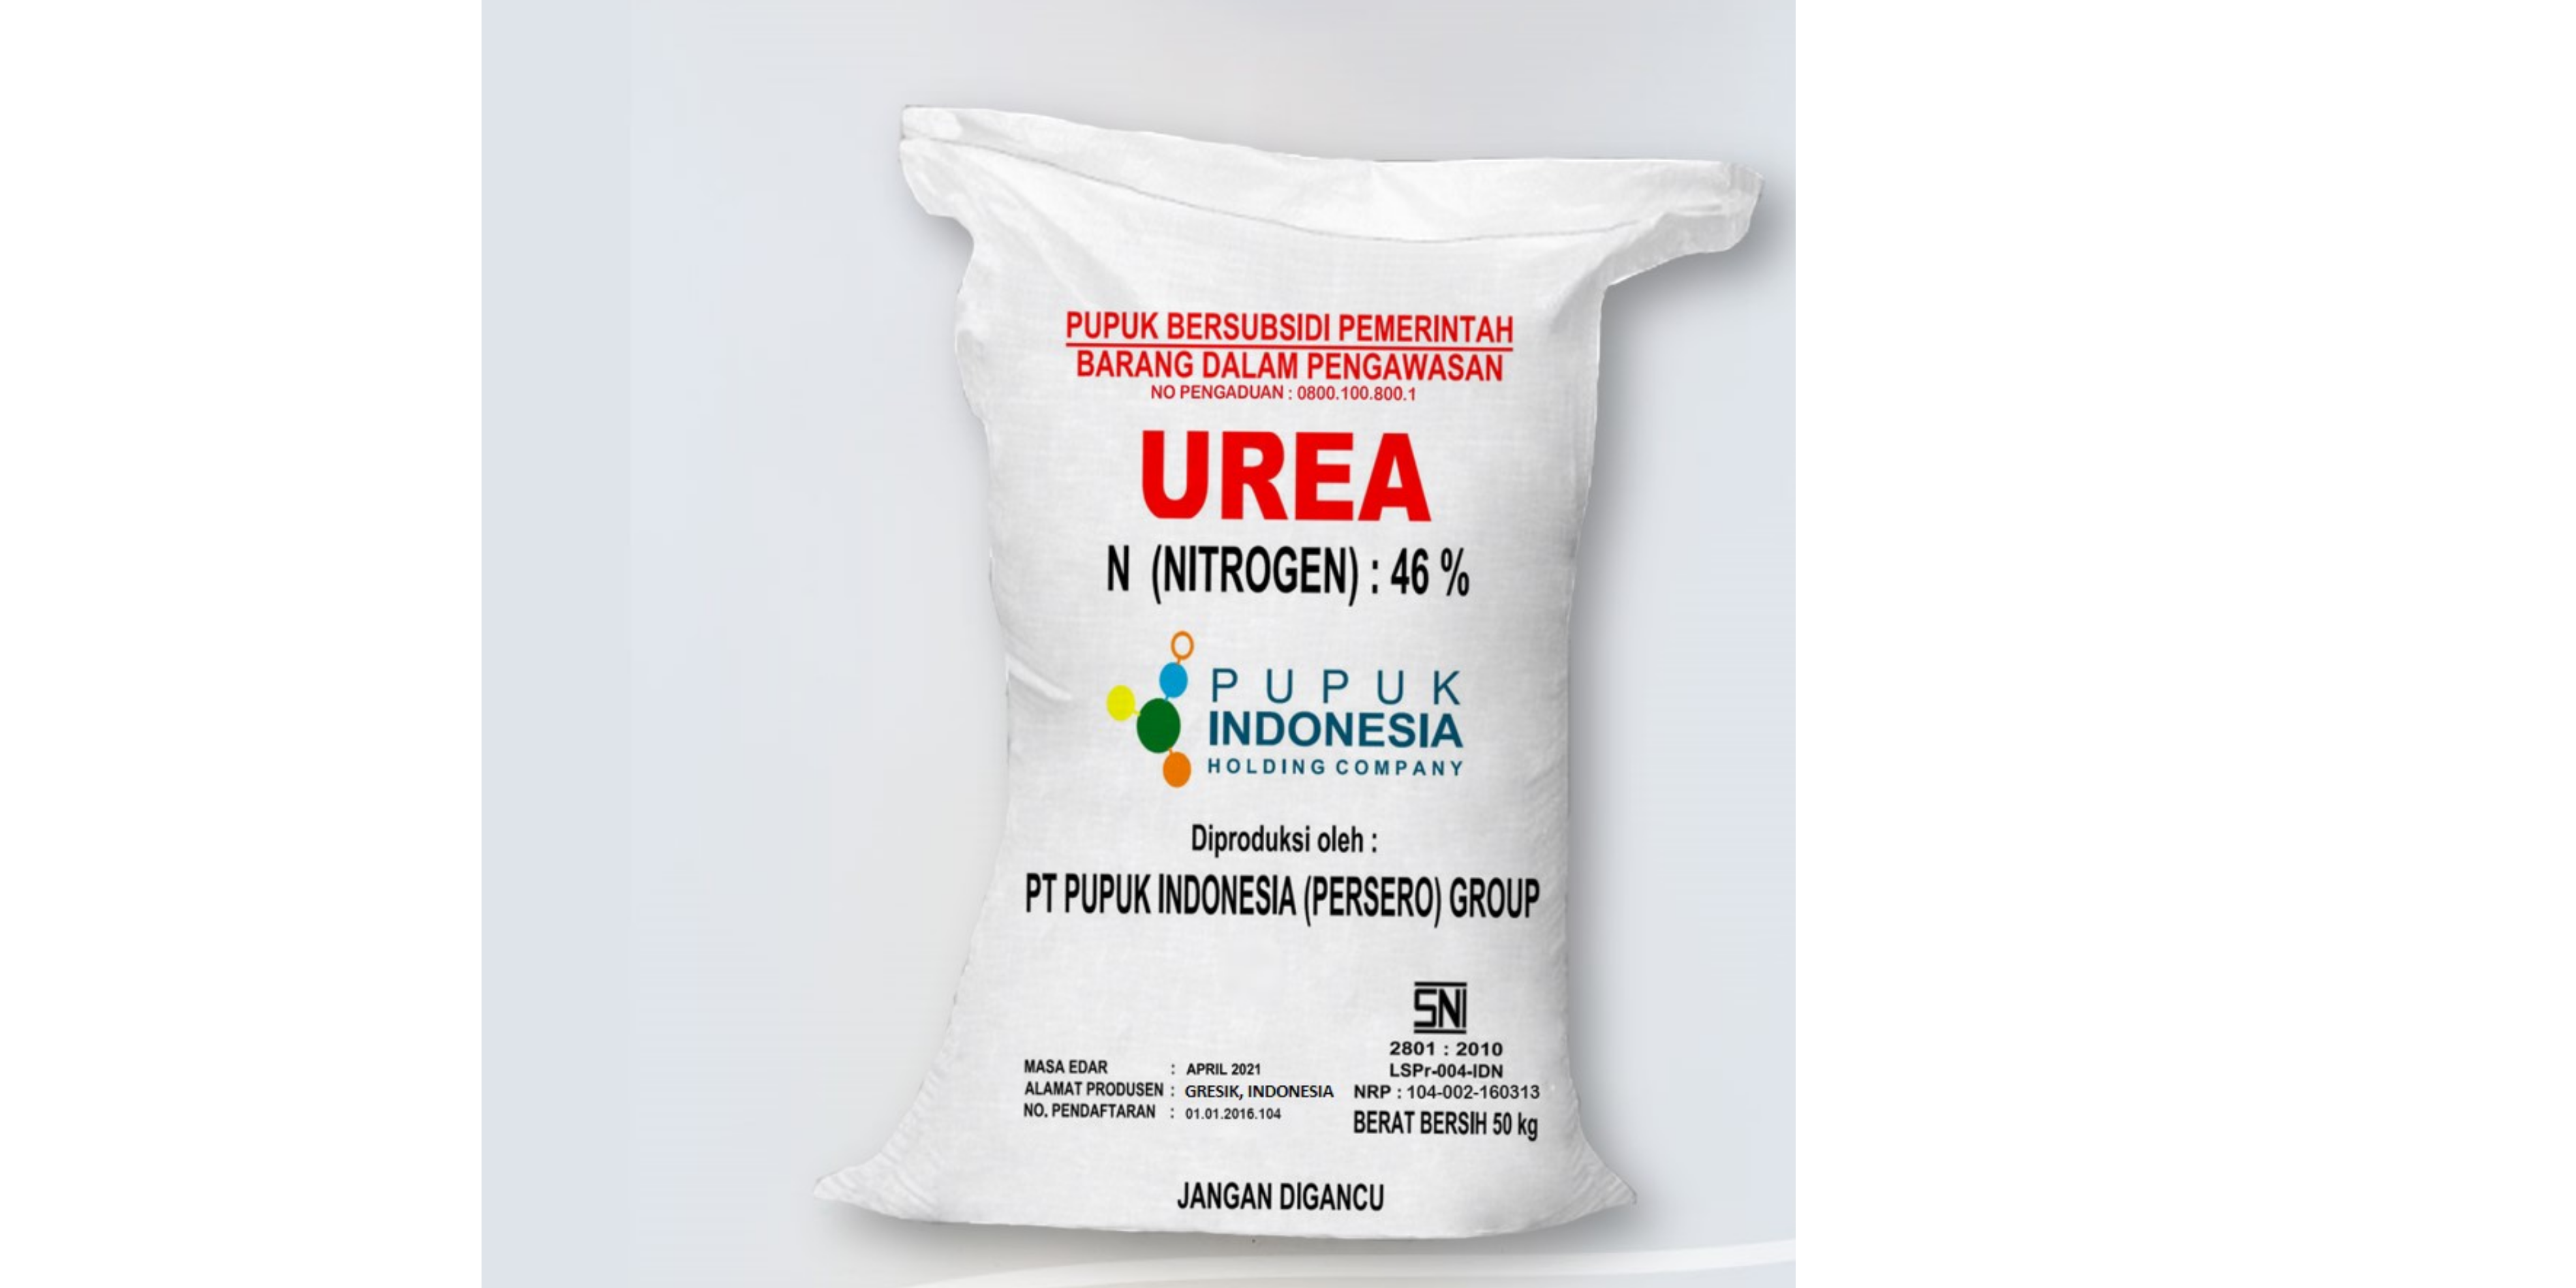 PUPUK BERSUBSIDI PEMERINTAH
BARANG DALAM PENGAWASAN
NO PENGADUAN : 0800.100.800.1
UREA
N (NITROGEN) : 46 %
PUPUK
INDONESIA
HOLDING COMPANY
Diproduksi oleh :
PT PUPUK INDONESIA (PERSERO) GROUP
SNI
2801 : 2010
LSPr-004-IDN
MASA EDAR : APRIL 2021
ALAMAT PRODUSEN : GRESIK, INDONESIA
NO. PENDAFTARAN : 01.01.2016.104
NRP : 104-002-160313
BERAT BERSIH 50 kg
JANGAN DIGANCU